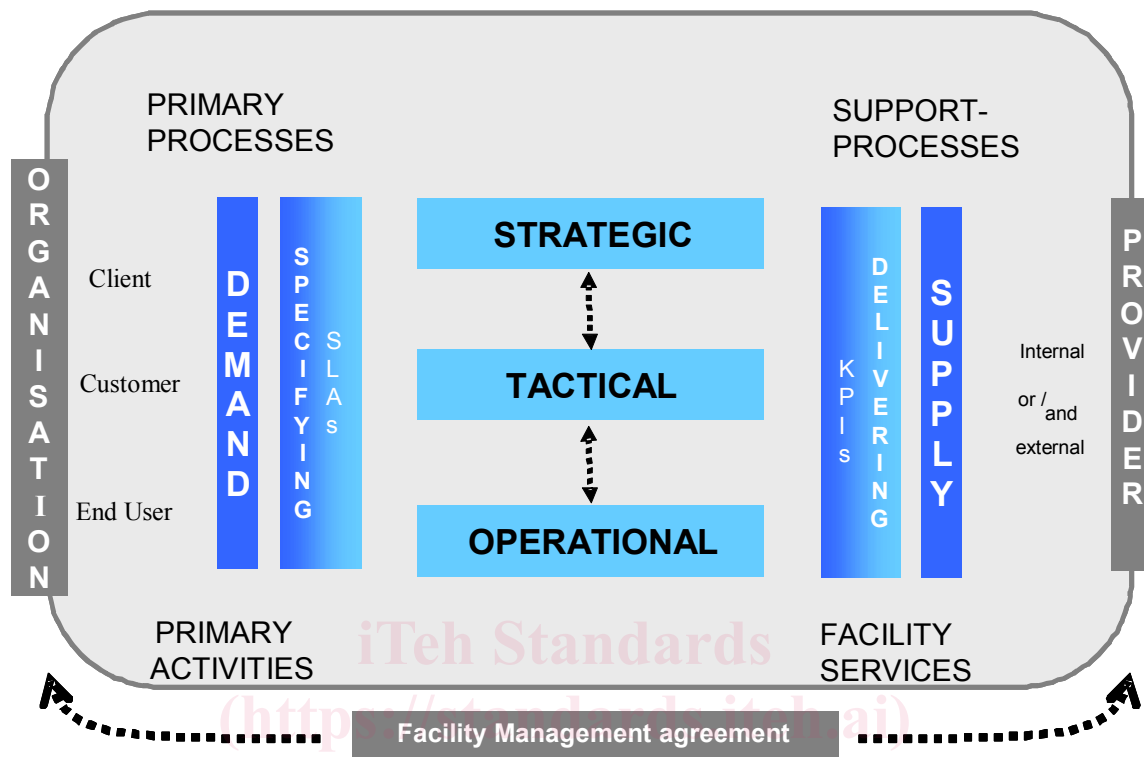 PRIMARY
PROCESSES
SUPPORT-
PROCESSES
ORGANISATION
Client
Customer
End User
DEMAND
SPECIFYING
SLAs
STRATEGIC
TACTICAL
OPERATIONAL
KPIs
DELIVERING
SUPPLY
Internal
or / and
external
PROVIDER
PRIMARY
ACTIVITIES
FACILITY
SERVICES
iTeh Standards
(https://standards.iteh.ai)
Facility Management agreement